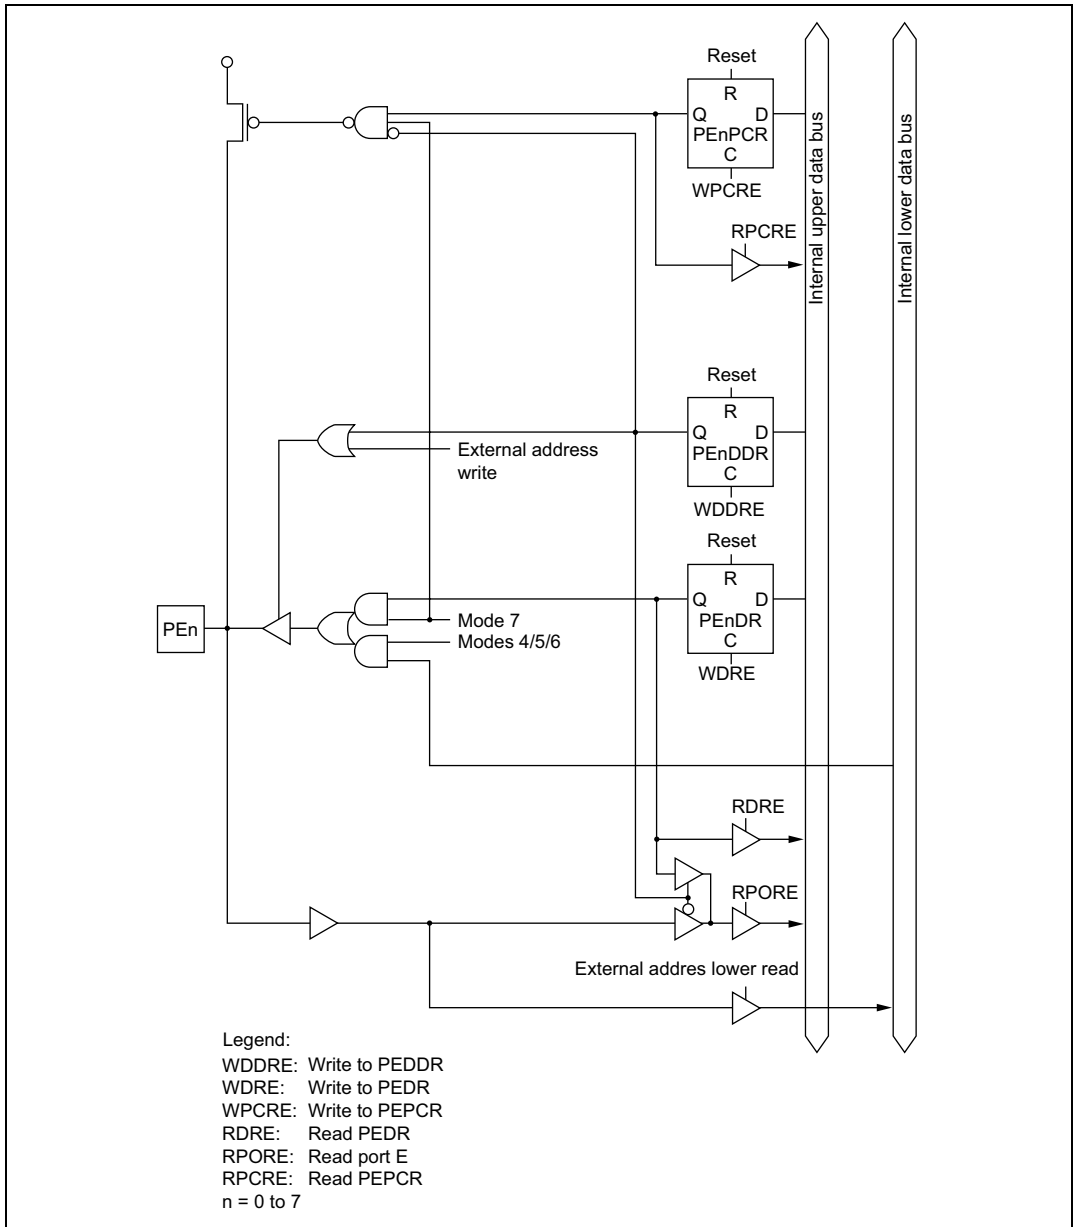 Reset
R
Q D
PEnPCR
C
WPCRE
RPCRE
Internal upper data bus
Internal lower data bus
Reset
R
Q D
PEnDDR
C
WDDRE
External address
write
Reset
R
Q D
PEnDR
C
WDRE
PEn
Mode 7
Modes 4/5/6
RDRE
RPORE
External addres lower read
Legend:
WDDRE: Write to PEDDR
WDRE: Write to PEDR
WPCRE: Write to PEPCR
RDRE: Read PEDR
RPORE: Read port E
RPCRE: Read PEPCR
n = 0 to 7